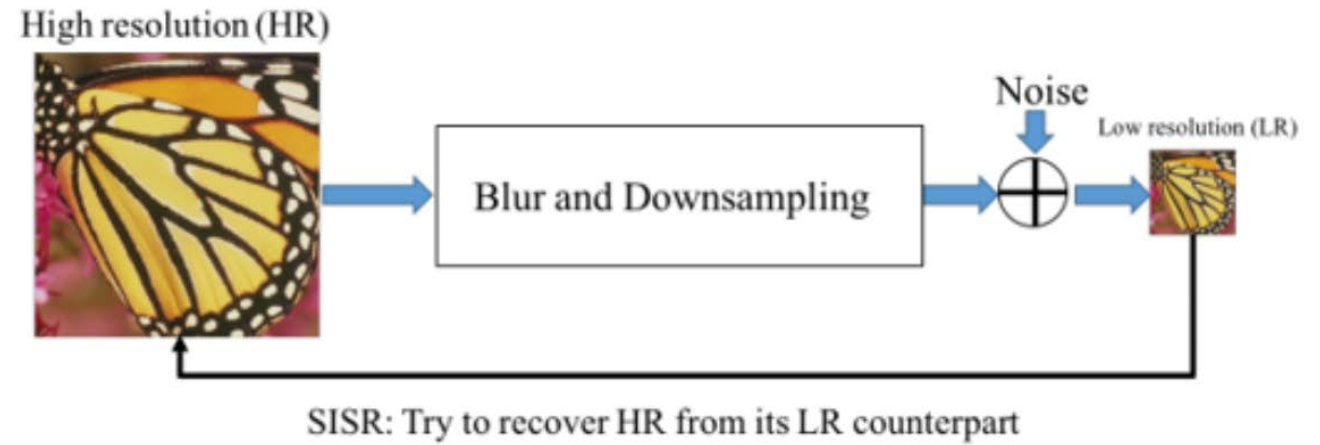 High resolution (HR)
Noise
Low resolution (LR)
Blur and Downsampling
SISR: Try to recover HR from its LR counterpart